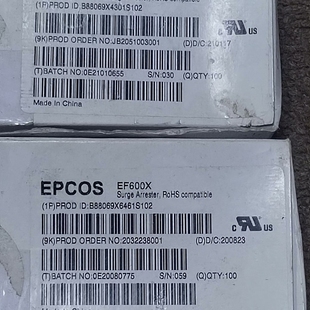 (1P)PROD ID:B88069X4301S102
(9K)PROD ORDER NO:JB2051003001 (D)D/C:210117
(T)BATCH NO:0E21010655 S/N:030 (Q)QTY:100
Made in China
EPCOS EF600X
Surge Arrester, RoHS compatible
(1P)PROD ID:B88069X6461S102
(9K)PROD ORDER NO:2032238001 (D)D/C:200823
(T)BATCH NO:0E20080775 S/N:059 (Q)QTY:100